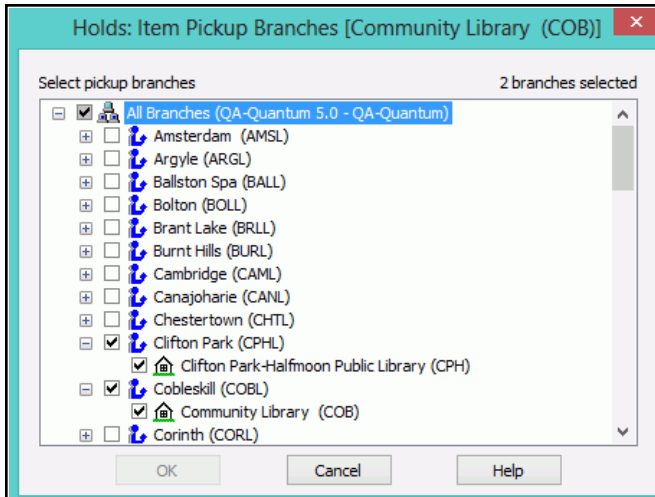 Holds: Item Pickup Branches [Community Library (COB)]
Select pickup branches 2 branches selected
All Branches (QA-Quantum 5.0 - QA-Quantum)
Amsterdam (AMSL)
Argyle (ARGL)
Ballston Spa (BALL)
Bolton (BOLL)
Brant Lake (BRLL)
Burnt Hills (BURL)
Cambridge (CAML)
Canajoharie (CANL)
Chestertown (CHTL)
Clifton Park (CPHL)
Clifton Park-Halfmoon Public Library (CPH)
Cobleskill (COBL)
Community Library (COB)
Corinth (CORL)
OK Cancel Help